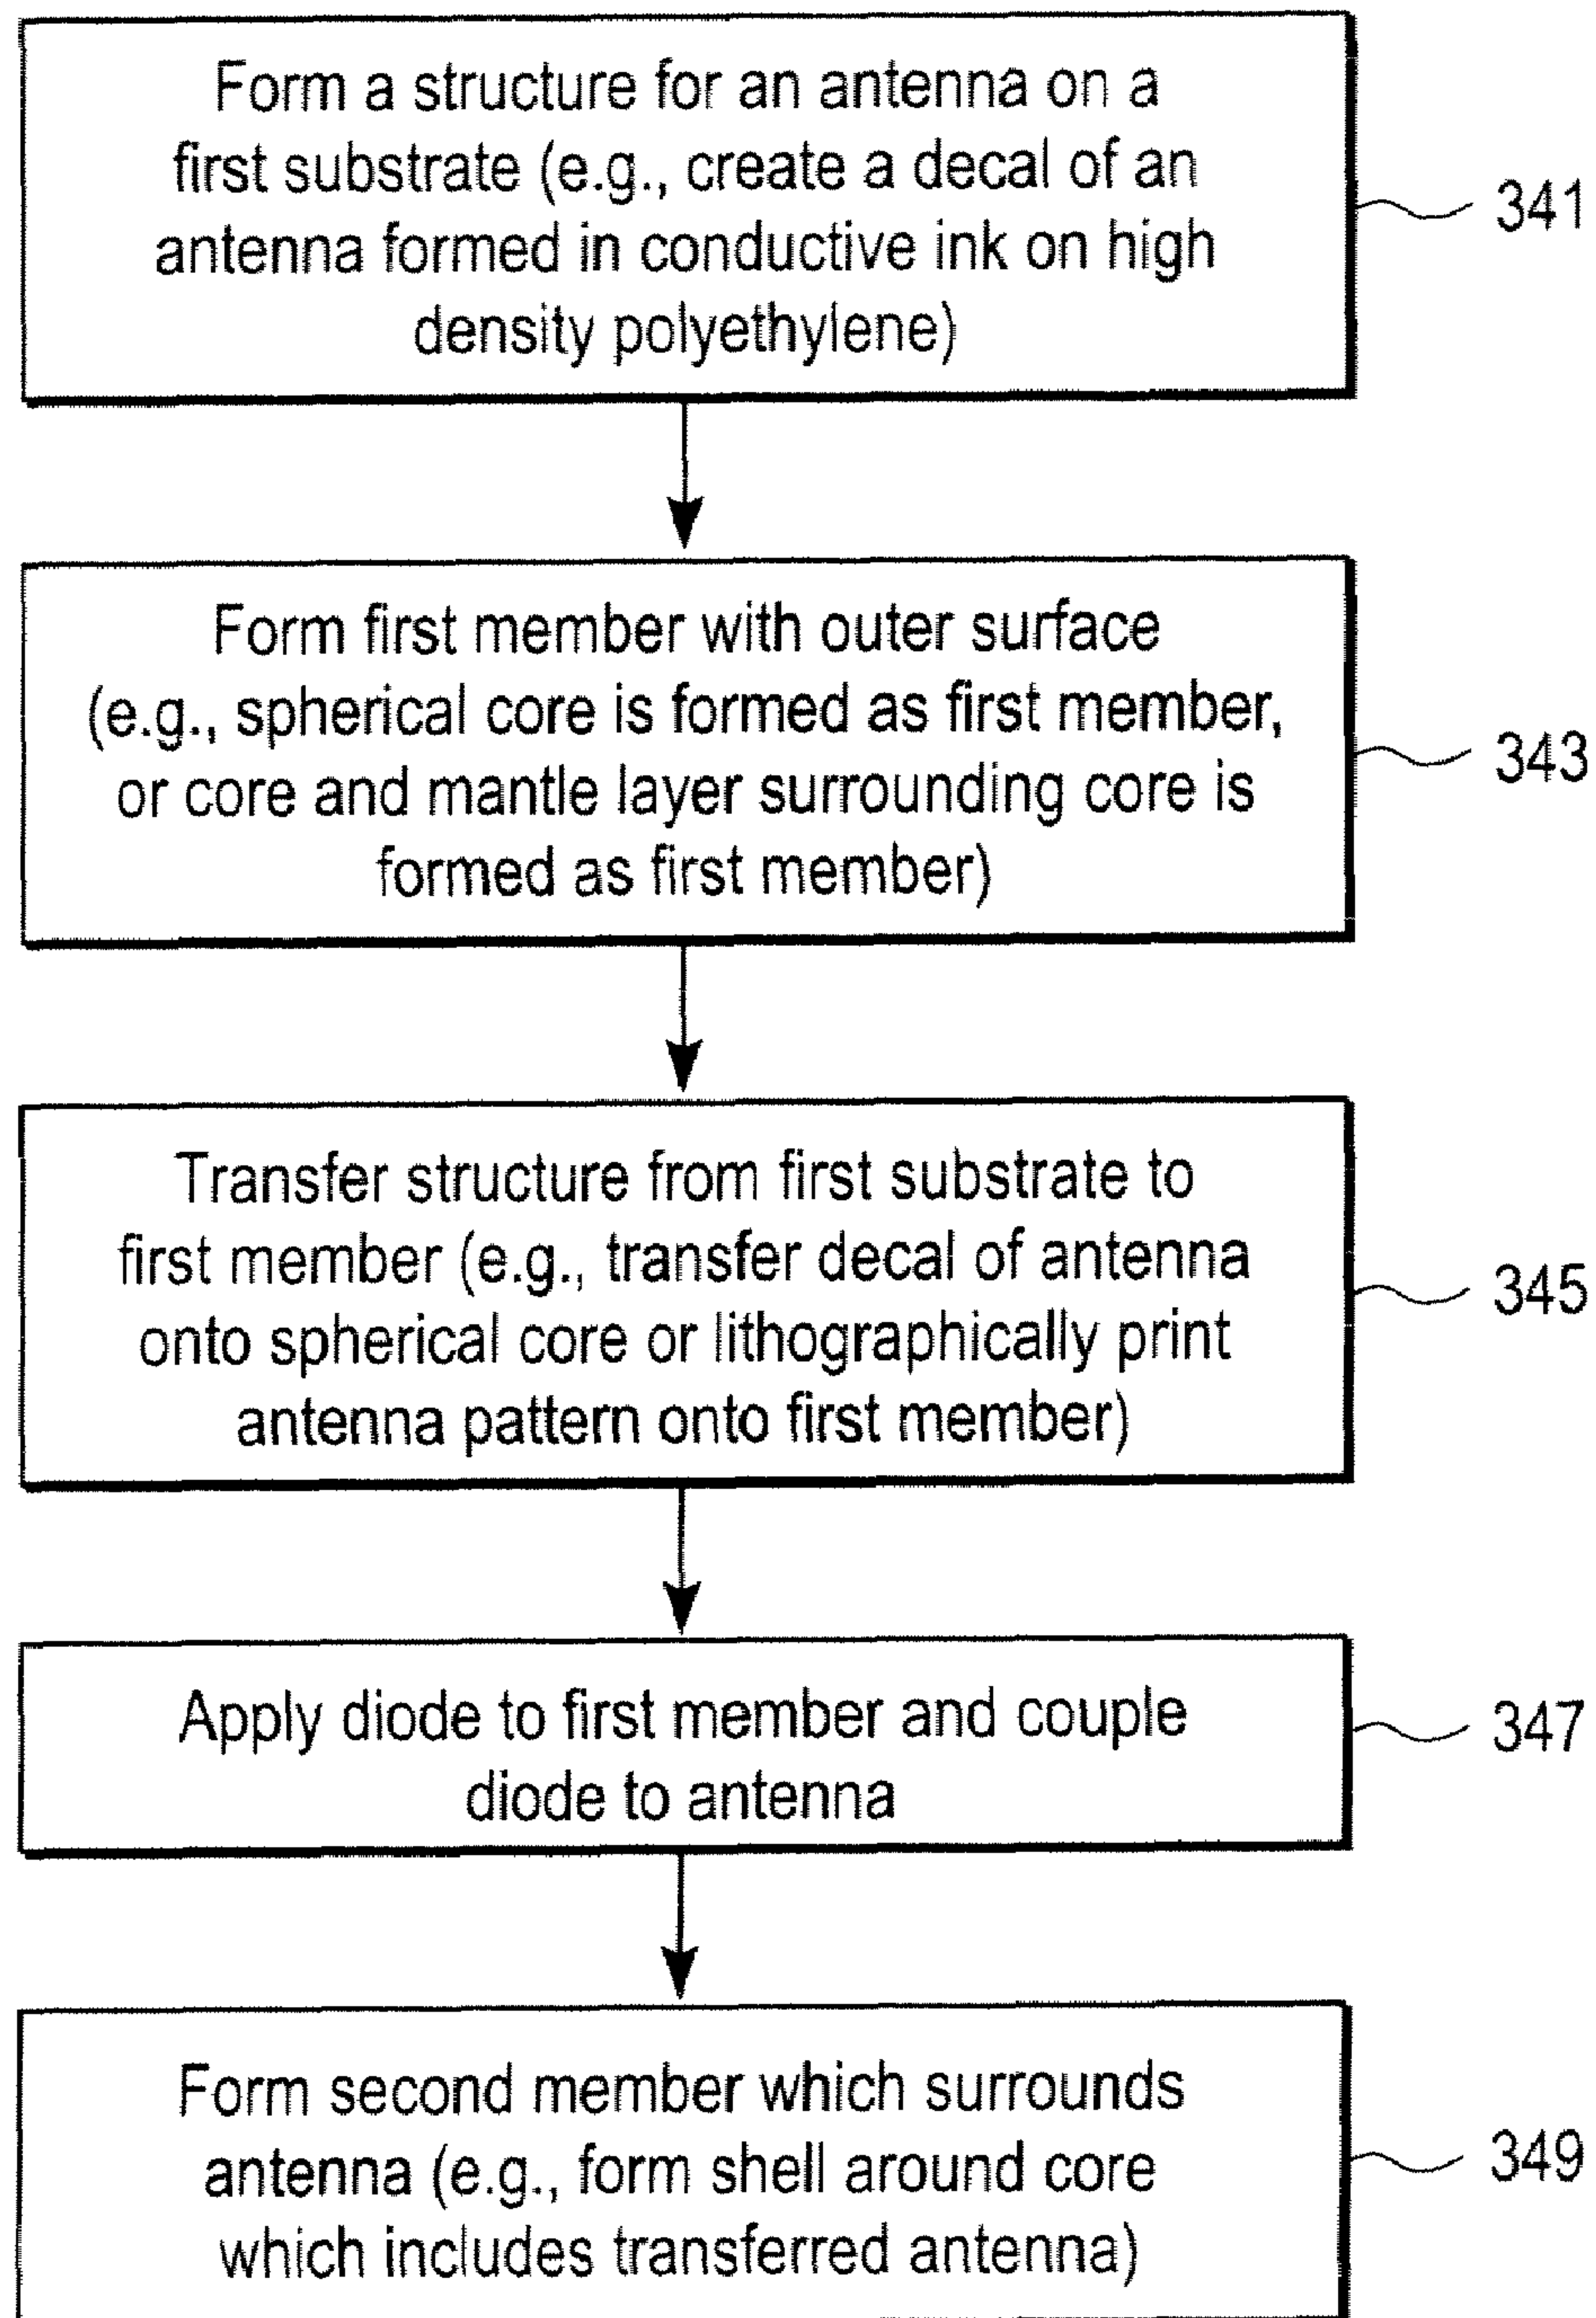 Form a structure for an antenna on a
first substrate (e.g., create a decal of an
antenna formed in conductive ink on high
density polyethylene)
341
Form first member with outer surface
(e.g., spherical core is formed as first member,
or core and mantle layer surrounding core is
formed as first member)
343
Transfer structure from first substrate to
first member (e.g., transfer decal of antenna
onto spherical core or lithographically print
antenna pattern onto first member)
345
Apply diode to first member and couple
diode to antenna
347
Form second member which surrounds
antenna (e.g., form shell around core
which includes transferred antenna)
349